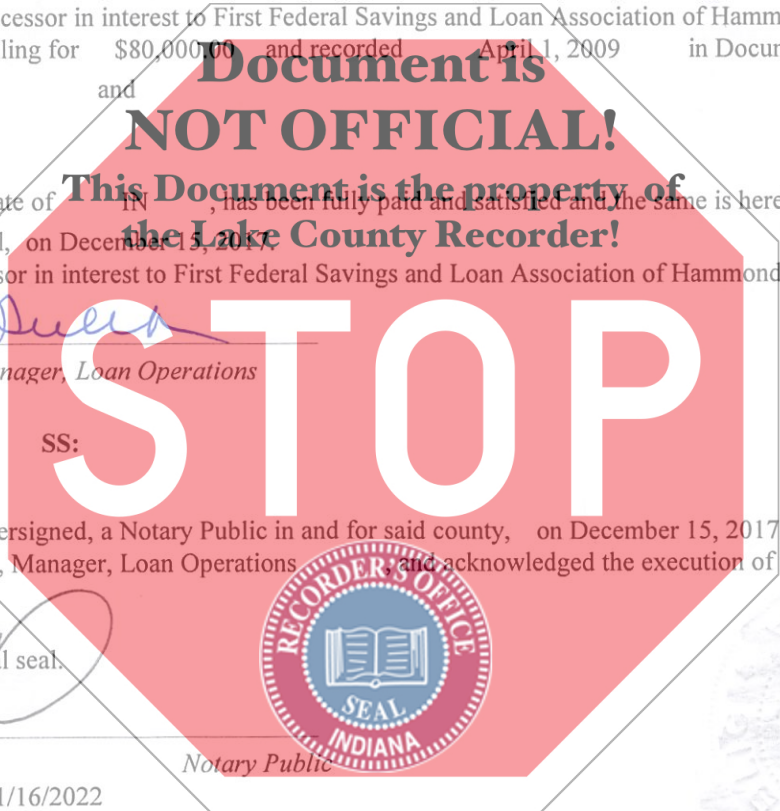 cessor in interest to First Federal Savings and Loan Association of Hamm
ling for $80,000.00 and recorded April 1, 2009 in Docum
Document is
and
NOT OFFICIAL!
This Document is the property of
ate of IN , has been fully paid and satisfied and the same is here
the Lake County Recorder!
l, on December 15, 2017.
sor in interest to First Federal Savings and Loan Association of Hammond
nager, Loan Operations
STOP
SS:
ersigned, a Notary Public in and for said county, on December 15, 2017
, Manager, Loan Operations , and acknowledged the execution of
RECORDER'S OFFICE
SEAL
INDIANA
al seal.
Notary Public
1/16/2022